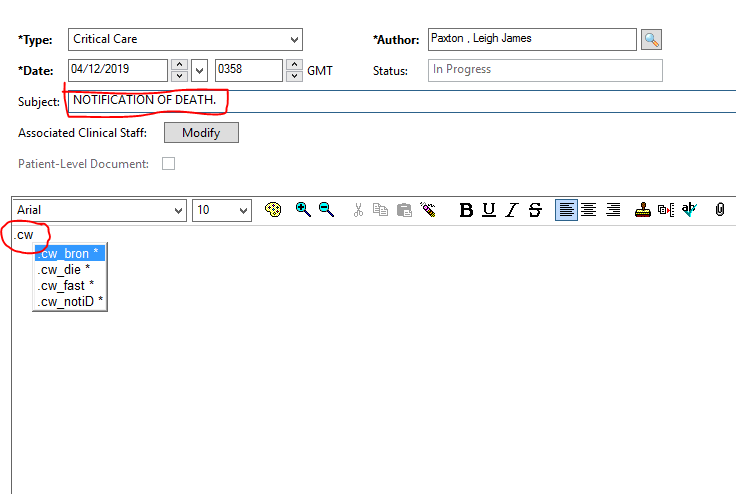 *Type: Critical Care *Author: Paxton , Leigh James
*Date: 04/12/2019 0358 GMT Status: In Progress
Subject: NOTIFICATION OF DEATH.
Associated Clinical Staff: Modify
Patient-Level Document:
Arial 10 B U I S ab
.cw
.cw_bron *
.cw_die *
.cw_fast *
.cw_notiD *